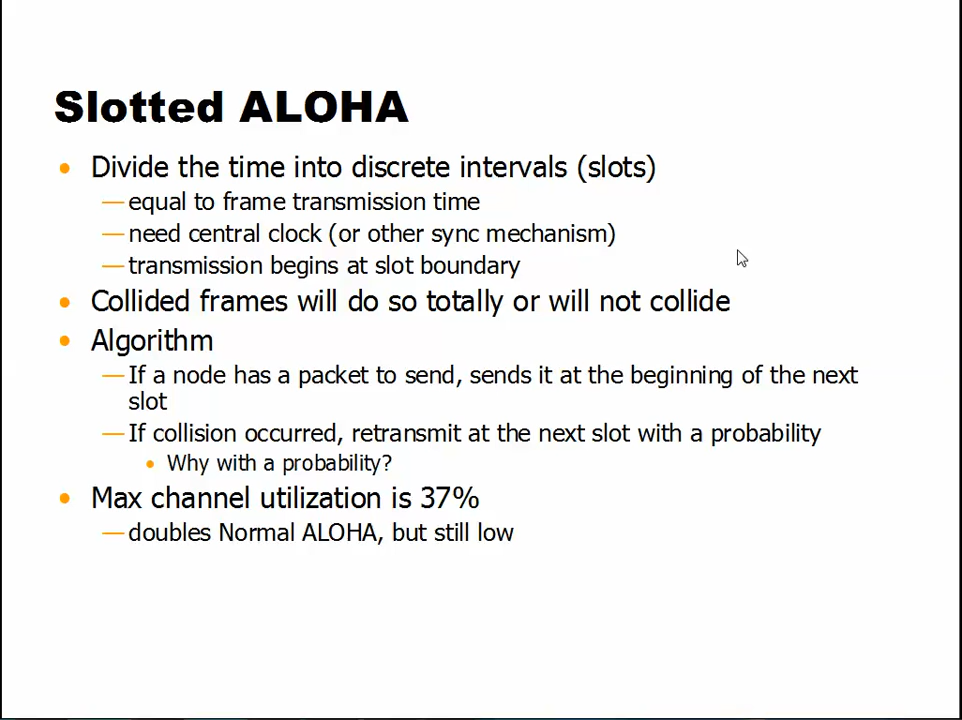 Slotted ALOHA
• Divide the time into discrete intervals (slots)
— equal to frame transmission time
— need central clock (or other sync mechanism)
— transmission begins at slot boundary
• Collided frames will do so totally or will not collide
• Algorithm
— If a node has a packet to send, sends it at the beginning of the next
slot
— If collision occurred, retransmit at the next slot with a probability
• Why with a probability?
• Max channel utilization is 37%
— doubles Normal ALOHA, but still low